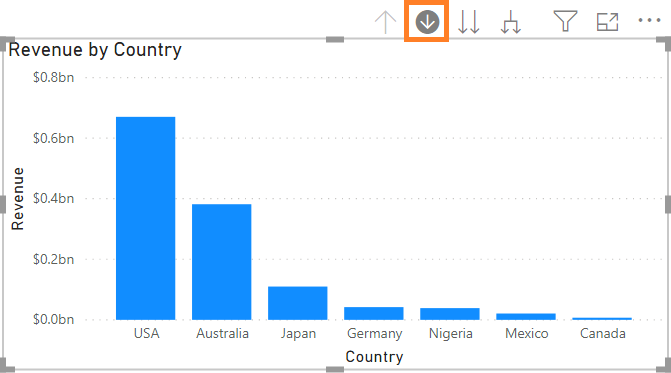 Revenue by Country
$0.8bn
$0.6bn
$0.4bn
$0.2bn
$0.0bn
Revenue
USA Australia Japan Germany Nigeria Mexico Canada
Country